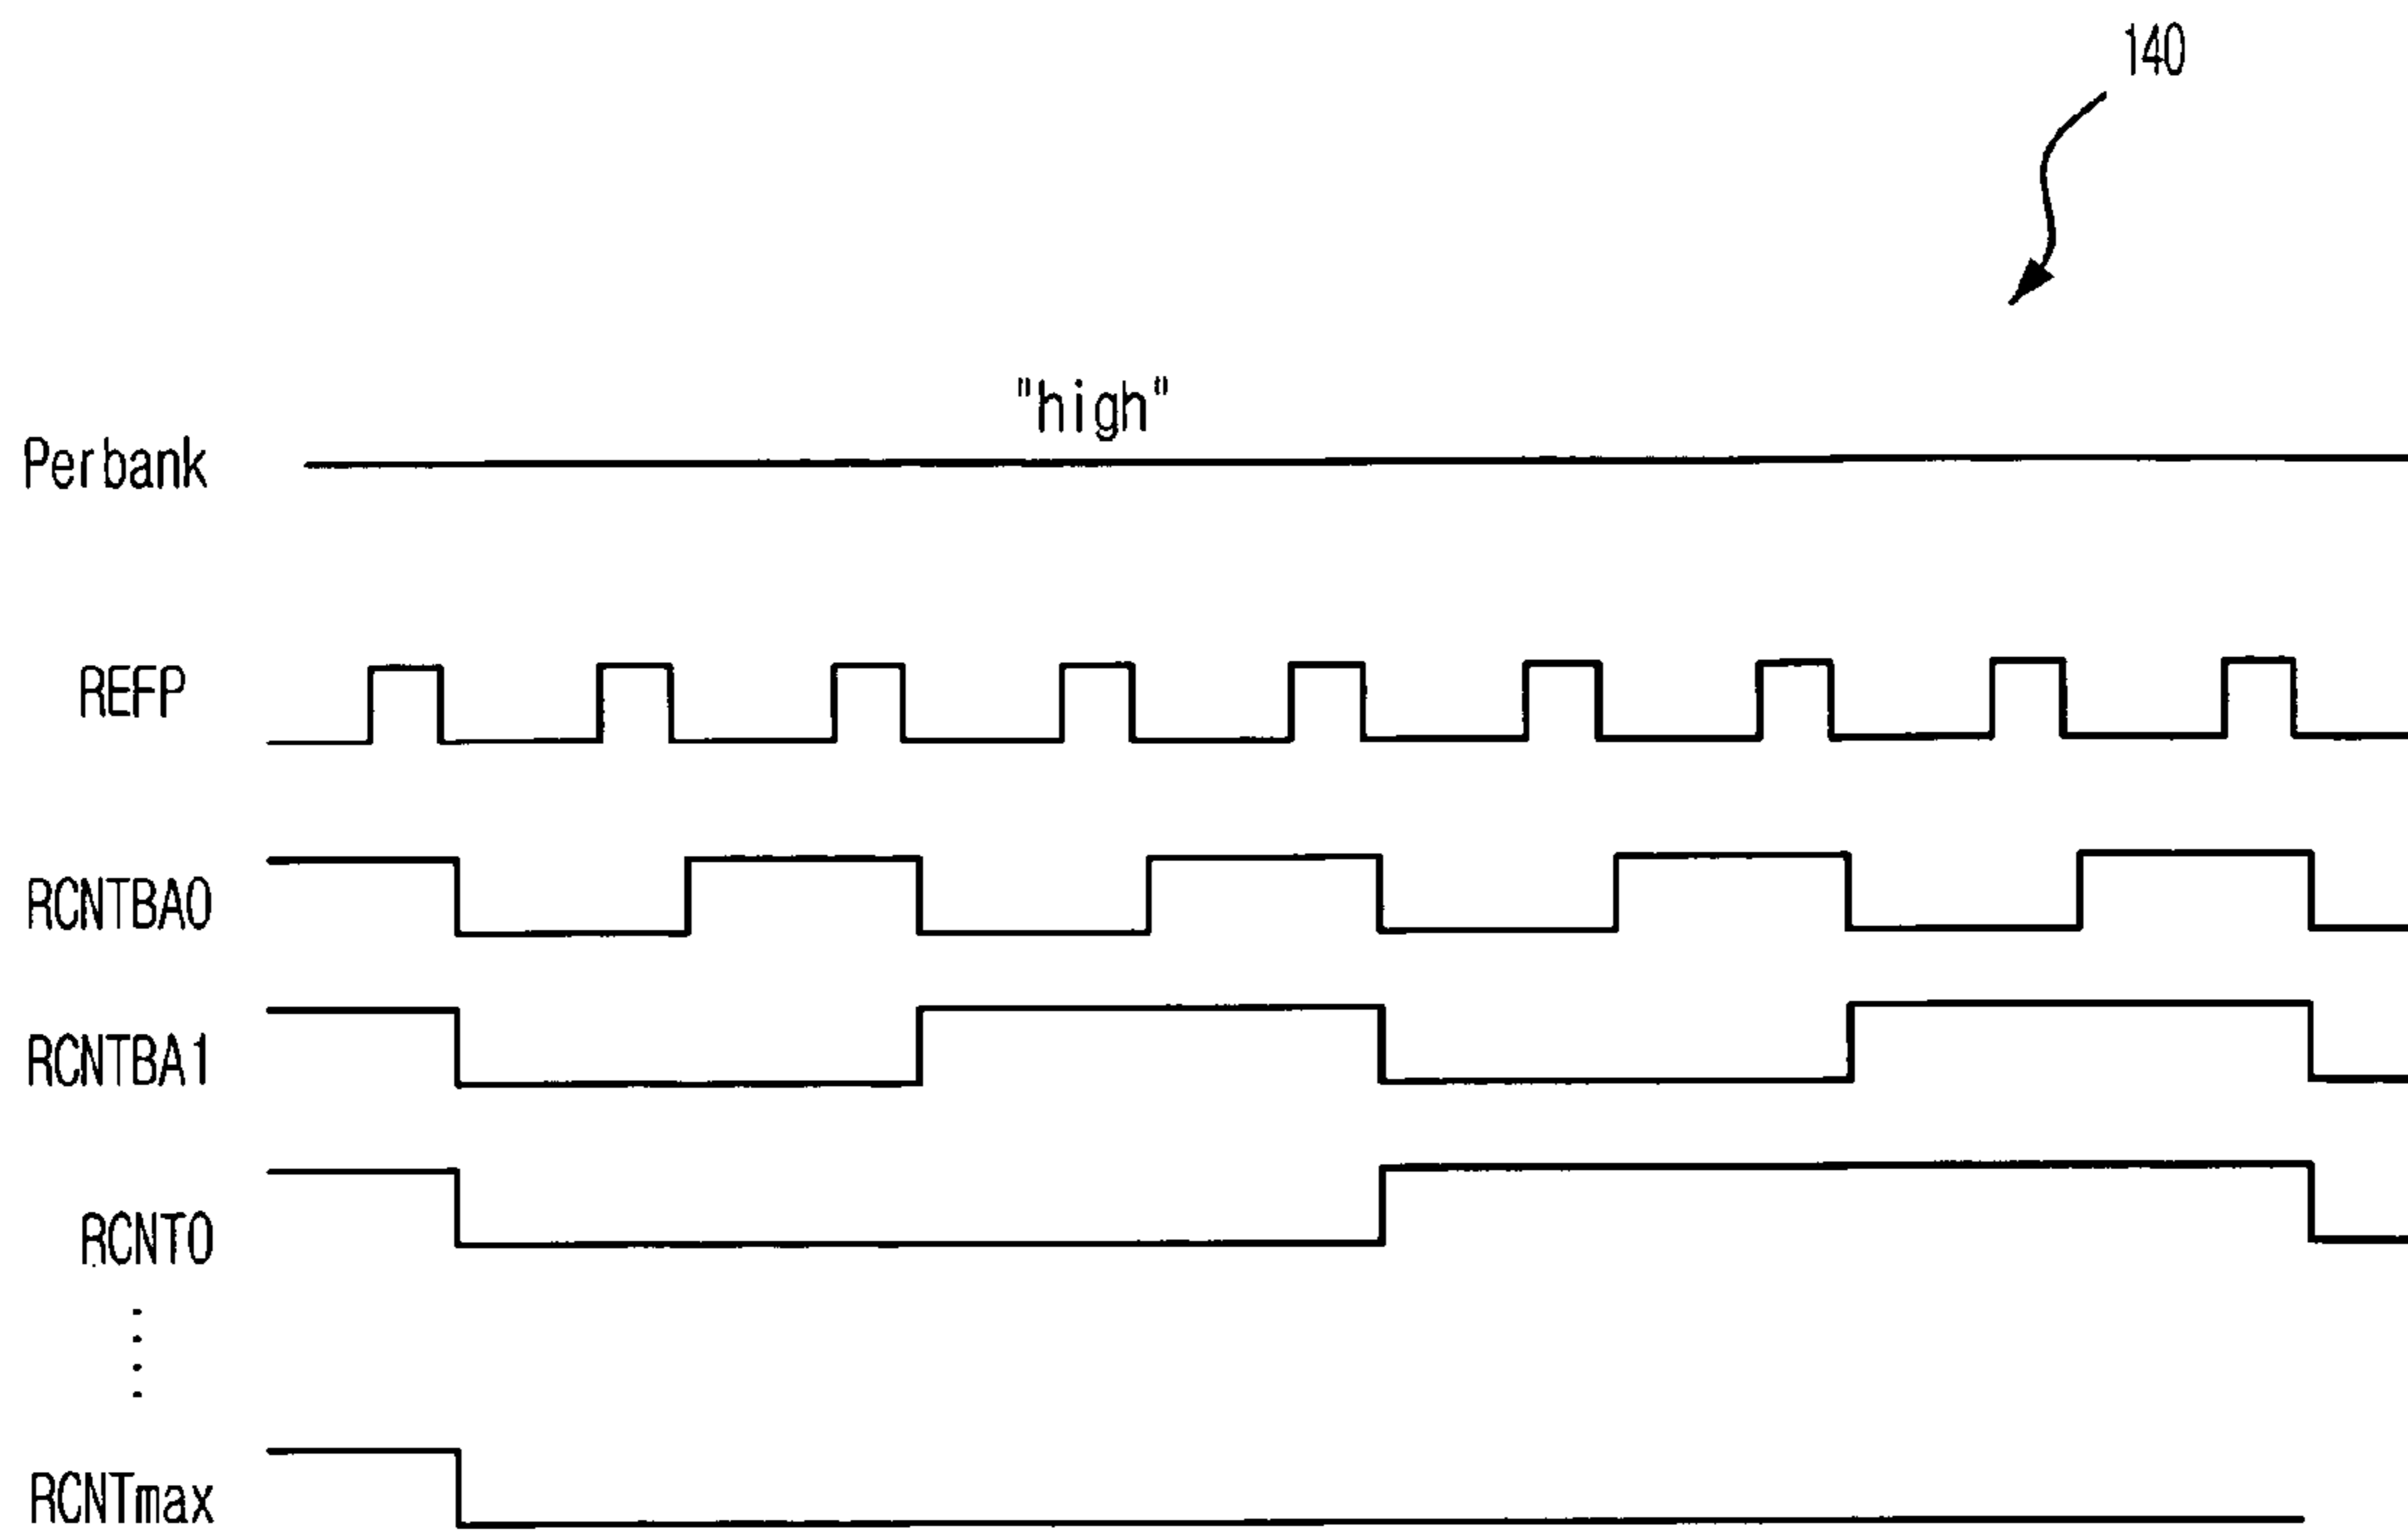 140
"high"
Perbank
REFP
RCNTBA0
RCNTBA1
RCNT0
RCNTmax